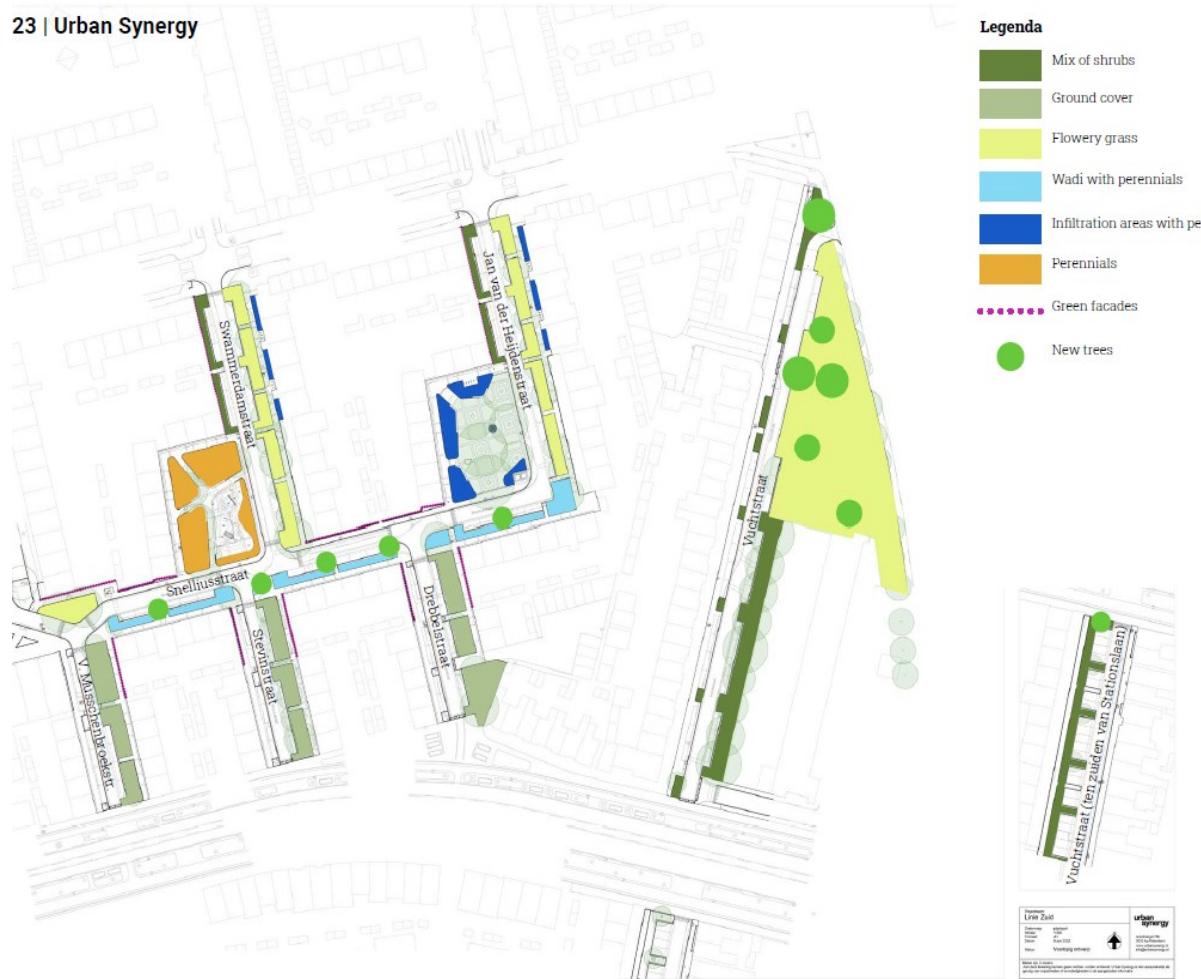 23 | Urban Synergy
Legenda
Mix of shrubs
Ground cover
Flowery grass
Wadi with perennials
Infiltration areas with pe
Perennials
Green facades
New trees
Jan van der Heijdenstraat
Swammerdamstraat
Vuchtstraat
Snelliusstraat
Drebbelstraat
Stevinstraat
V. Musschenbroekstr.
Vuchtstraat (ten zuiden van Stationslaan)
Linie Zuid
urban
synergy
Voorlopig ontwerp